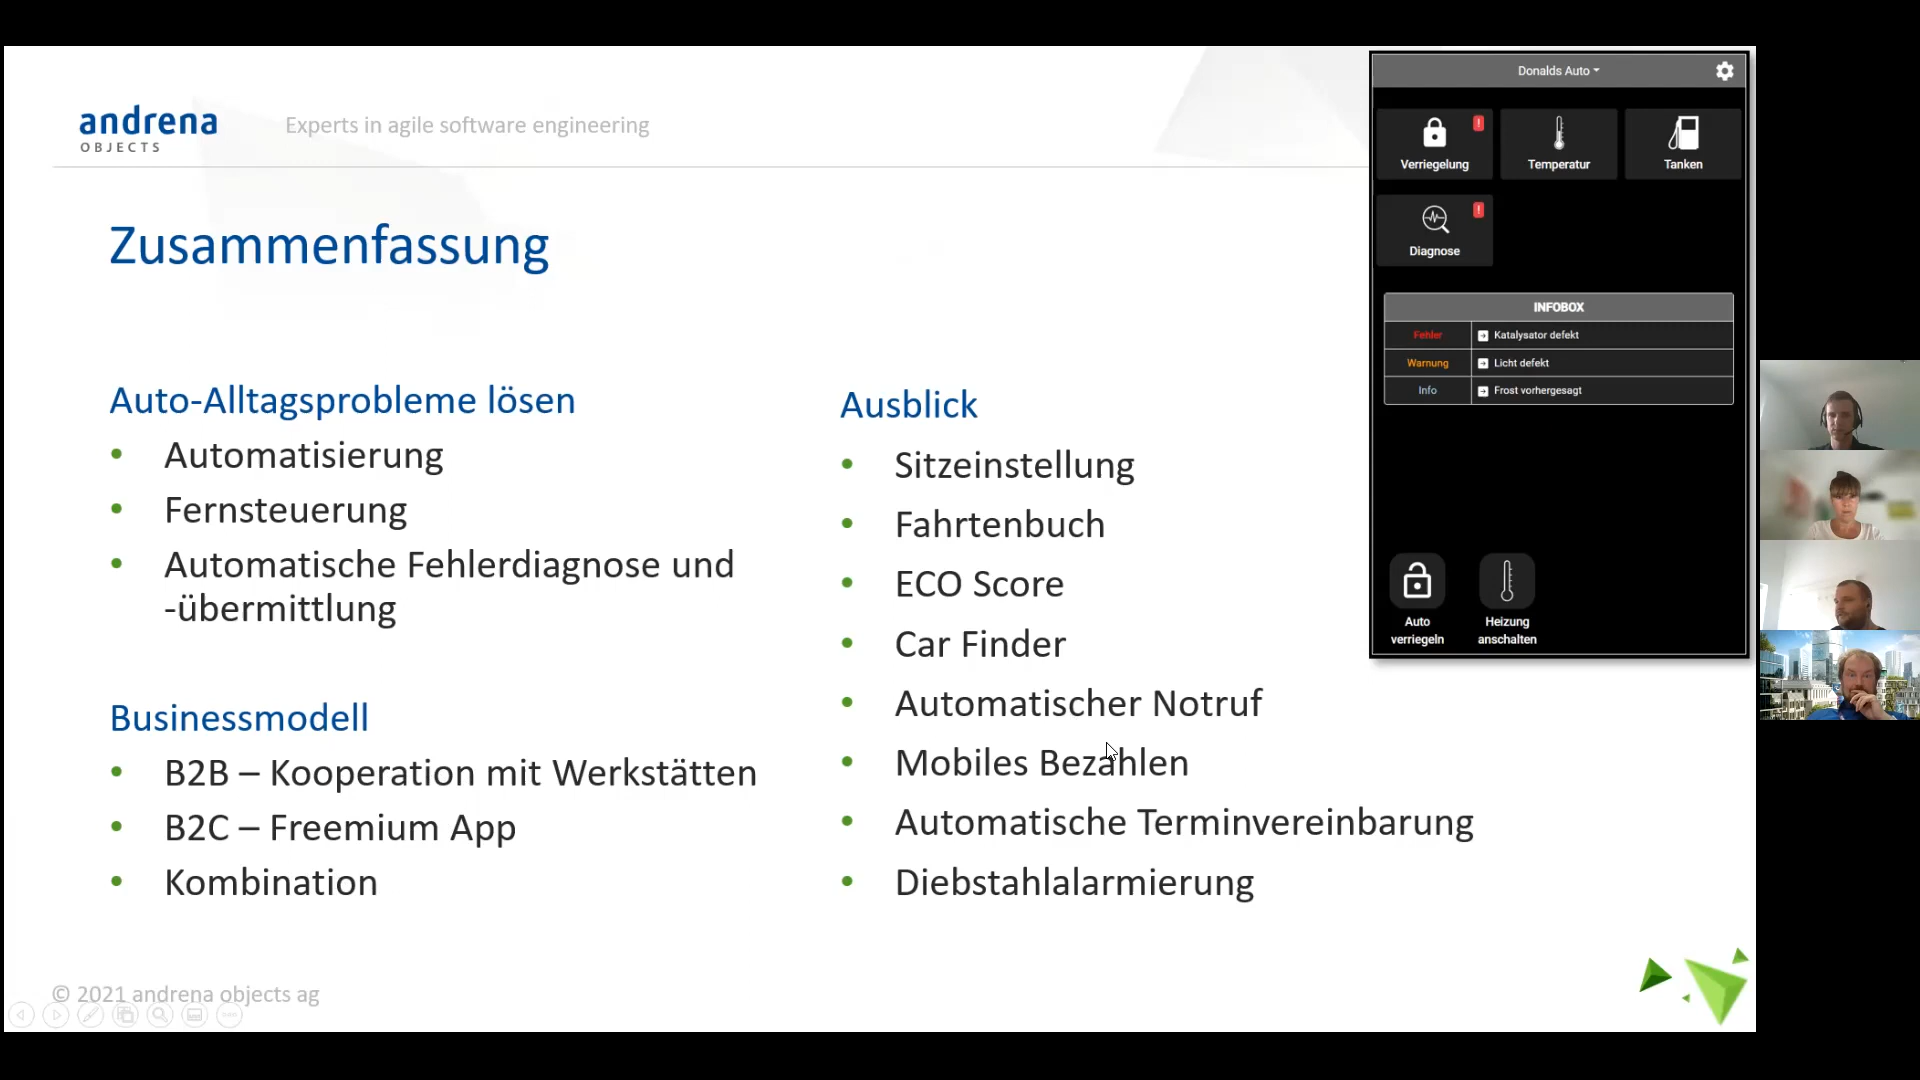 andrena
OBJECTS
Experts in agile software engineering
Zusammenfassung
Auto-Alltagsprobleme lösen
• Automatisierung
• Fernsteuerung
• Automatische Fehlerdiagnose und
-übermittlung
Businessmodell
• B2B – Kooperation mit Werkstätten
• B2C – Freemium App
• Kombination
Ausblick
• Sitzeinstellung
• Fahrtenbuch
• ECO Score
• Car Finder
• Automatischer Notruf
• Mobiles Bezahlen
• Automatische Terminvereinbarung
• Diebstahlalarmierung
Donalds Auto
Verriegelung
!
Temperatur
Tanken
Diagnose
!
INFOBOX
Fehler Katalysator defekt
Warnung Licht defekt
Info Frost vorhergesagt
Auto
verriegeln
Heizung
anschalten
© 2021 andrena objects ag